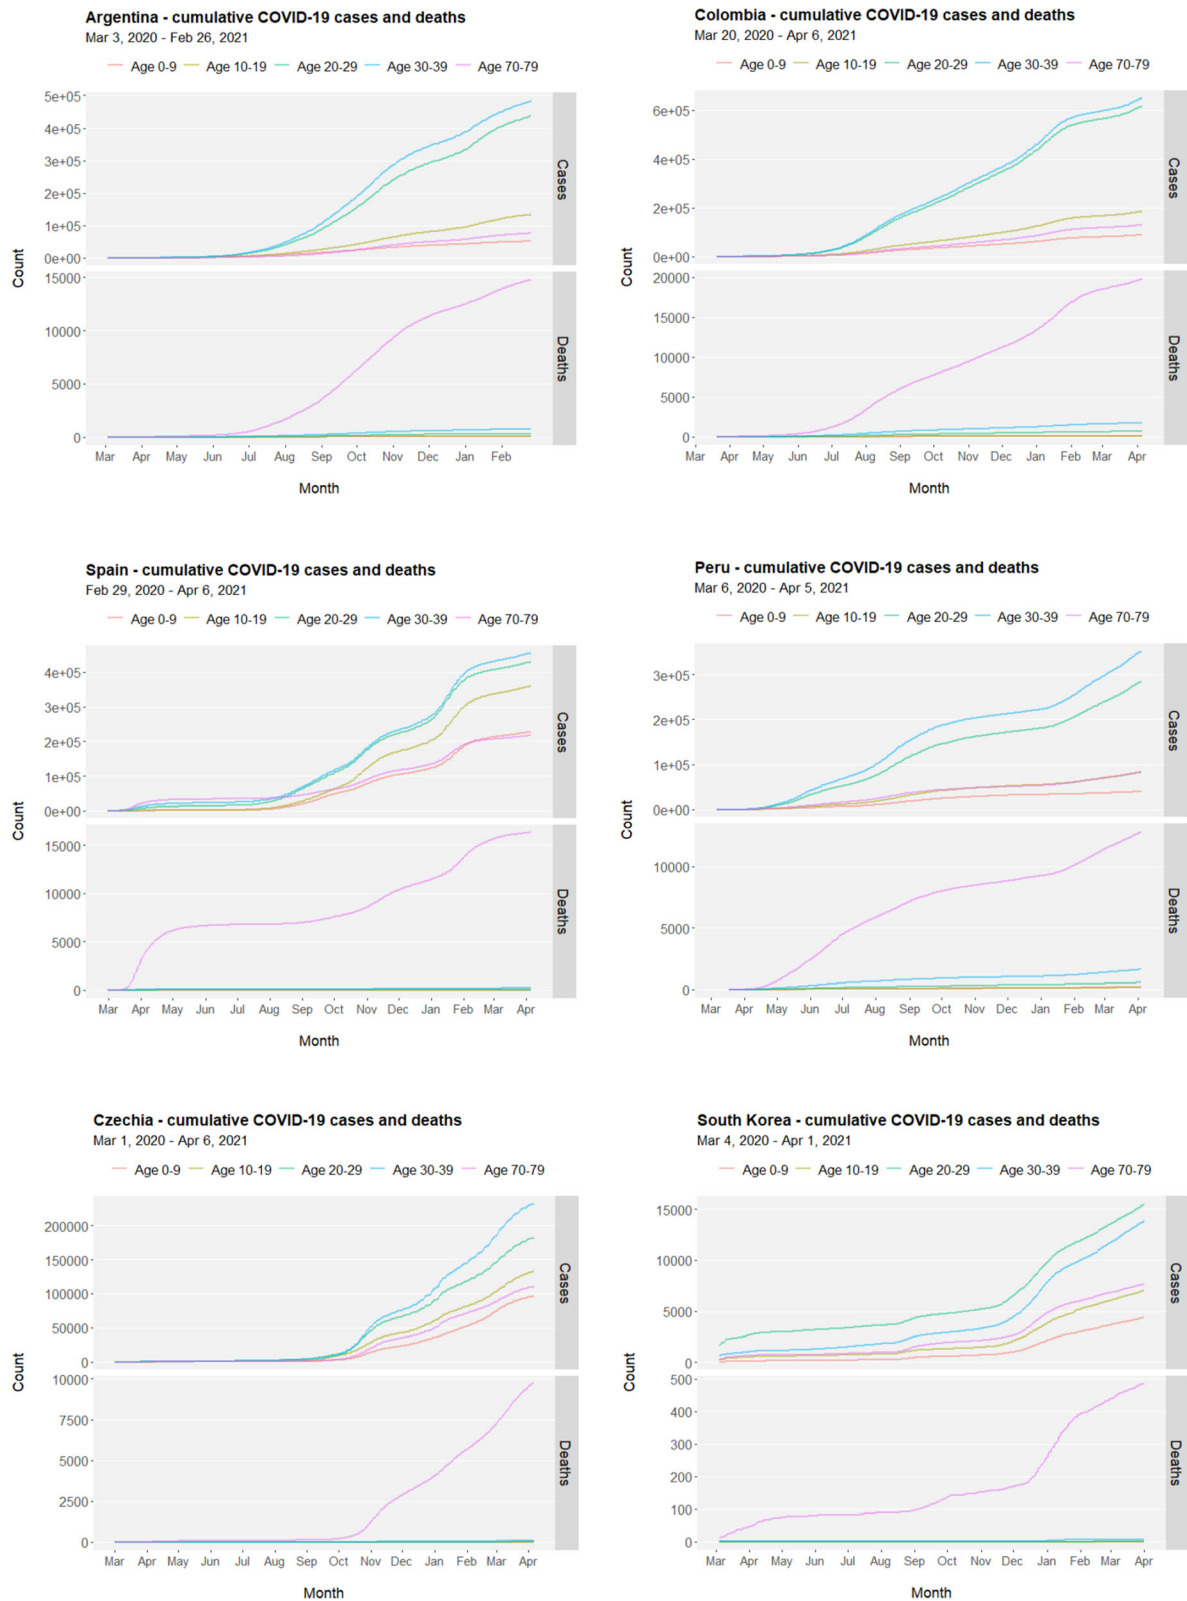 Argentina - cumulative COVID-19 cases and deaths
Mar 3, 2020 - Feb 26, 2021
Age 0-9 Age 10-19 Age 20-29 Age 30-39 Age 70-79
5e+05
4e+05
3e+05
2e+05
1e+05
0e+00
Cases
15000
10000
5000
0
Deaths
Count
Mar Apr May Jun Jul Aug Sep Oct Nov Dec Jan Feb
Month
Colombia - cumulative COVID-19 cases and deaths
Mar 20, 2020 - Apr 6, 2021
Age 0-9 Age 10-19 Age 20-29 Age 30-39 Age 70-79
6e+05
4e+05
2e+05
0e+00
Cases
20000
15000
10000
5000
0
Deaths
Count
Mar Apr May Jun Jul Aug Sep Oct Nov Dec Jan Feb Mar Apr
Month
Spain - cumulative COVID-19 cases and deaths
Feb 29, 2020 - Apr 6, 2021
Age 0-9 Age 10-19 Age 20-29 Age 30-39 Age 70-79
4e+05
3e+05
2e+05
1e+05
0e+00
Cases
15000
10000
5000
0
Deaths
Count
Mar Apr May Jun Jul Aug Sep Oct Nov Dec Jan Feb Mar Apr
Month
Peru - cumulative COVID-19 cases and deaths
Mar 6, 2020 - Apr 5, 2021
Age 0-9 Age 10-19 Age 20-29 Age 30-39 Age 70-79
3e+05
2e+05
1e+05
0e+00
Cases
10000
5000
0
Deaths
Count
Mar Apr May Jun Jul Aug Sep Oct Nov Dec Jan Feb Mar Apr
Month
Czechia - cumulative COVID-19 cases and deaths
Mar 1, 2020 - Apr 6, 2021
Age 0-9 Age 10-19 Age 20-29 Age 30-39 Age 70-79
200000
150000
100000
50000
0
Cases
10000
7500
5000
2500
0
Deaths
Count
Mar Apr May Jun Jul Aug Sep Oct Nov Dec Jan Feb Mar Apr
Month
South Korea - cumulative COVID-19 cases and deaths
Mar 4, 2020 - Apr 1, 2021
Age 0-9 Age 10-19 Age 20-29 Age 30-39 Age 70-79
15000
10000
5000
0
Cases
500
400
300
200
100
0
Deaths
Count
Mar Apr May Jun Jul Aug Sep Oct Nov Dec Jan Feb Mar Apr
Month